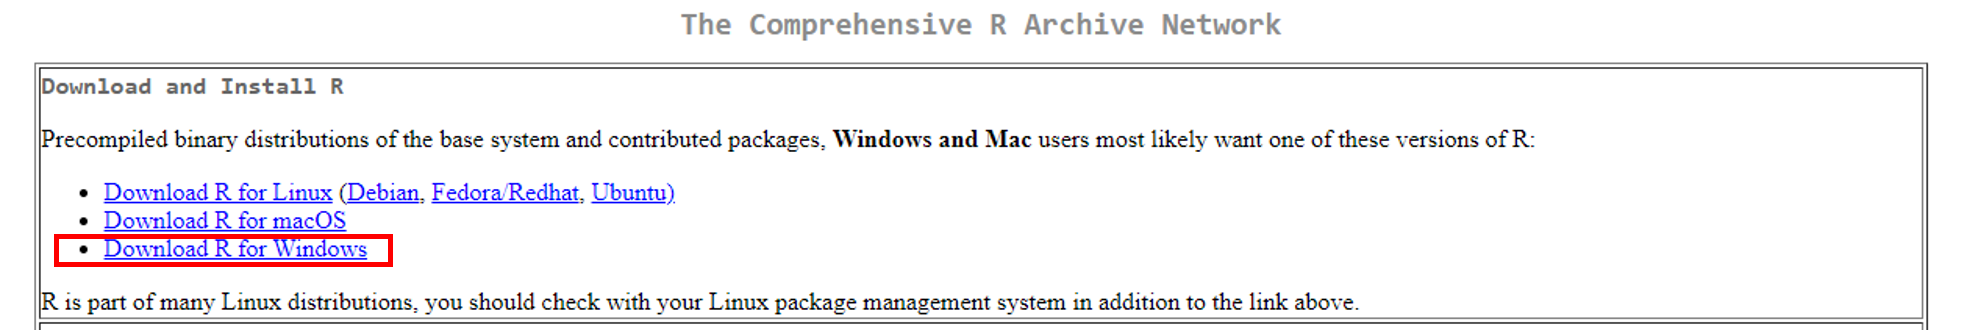 The Comprehensive R Archive Network
Download and Install R
Precompiled binary distributions of the base system and contributed packages, Windows and Mac users most likely want one of these versions of R:
• Download R for Linux (Debian, Fedora/Redhat, Ubuntu)
• Download R for macOS
• Download R for Windows
R is part of many Linux distributions, you should check with your Linux package management system in addition to the link above.